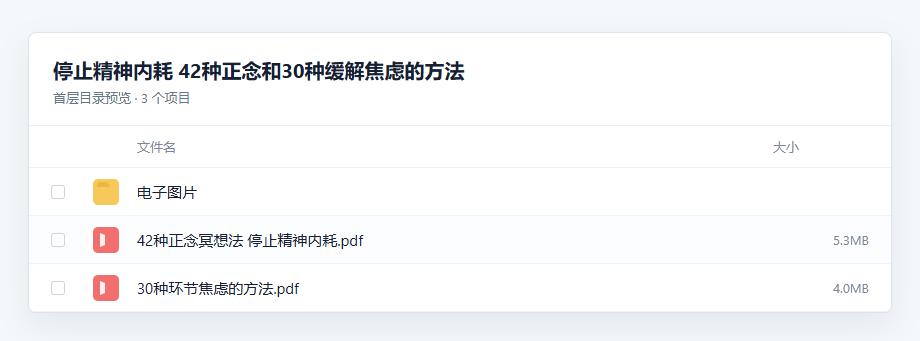 停止精神内耗 42种正念和30种缓解焦虑的方法
首层目录预览 · 3 个项目
文件名 大小
电子图片
42种正念冥想法 停止精神内耗.pdf 5.3MB
30种环节焦虑的方法.pdf 4.0MB